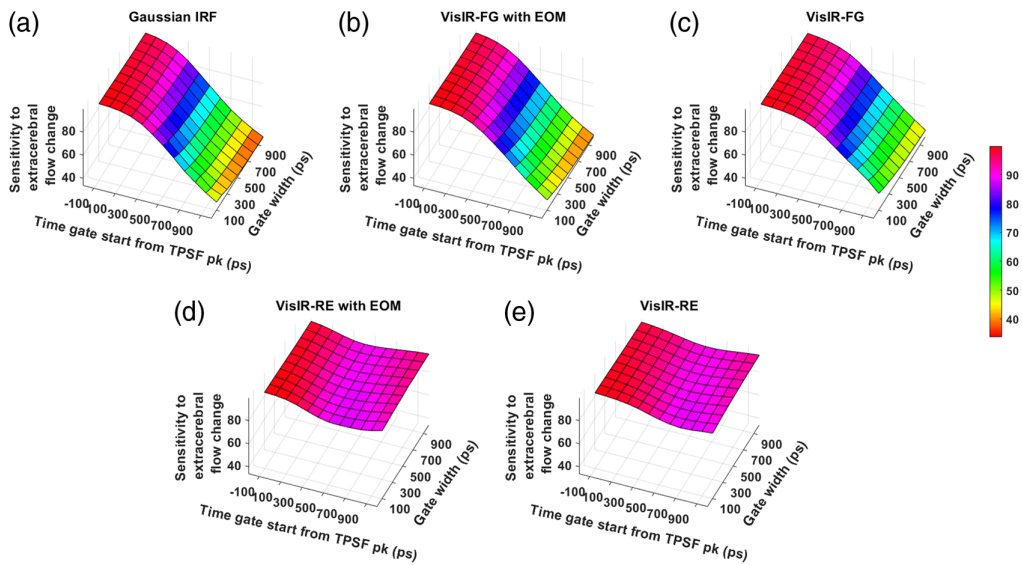 (a)
Gaussian IRF
Sensitivity to
extracerebral
flow change
80
60
40
-100
100
300
500
700
900
Time gate start from TPSF pk (ps)
100
300
500
700
900
Gate width (ps)
(b)
VisIR-FG with EOM
Sensitivity to
extracerebral
flow change
80
60
40
-100
100
300
500
700
900
Time gate start from TPSF pk (ps)
100
300
500
700
900
Gate width (ps)
(c)
VisIR-FG
Sensitivity to
extracerebral
flow change
80
60
40
-100
100
300
500
700
900
Time gate start from TPSF pk (ps)
100
300
500
700
900
Gate width (ps)
90
80
70
60
50
40
(d)
VisIR-RE with EOM
Sensitivity to
extracerebral
flow change
80
60
40
-100
100
300
500
700
900
Time gate start from TPSF pk (ps)
100
300
500
700
900
Gate width (ps)
(e)
VisIR-RE
Sensitivity to
extracerebral
flow change
80
60
40
-100
100
300
500
700
900
Time gate start from TPSF pk (ps)
100
300
500
700
900
Gate width (ps)